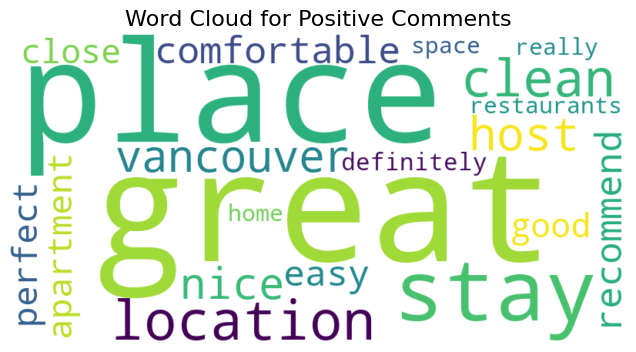 Word Cloud for Positive Comments
close
comfortable
space
really
place
clean
restaurants
host
vancouver
definitely
recommend
perfect
apartment
great
home
good
nice
easy
stay
location